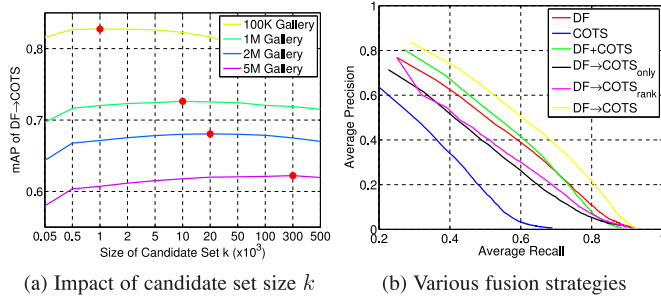 mAP of DF→COTS
0.8
0.7
0.6
0.05 0.5 1 2 5 10 20 50 100 300 500
Size of Candidate Set k (x10³)
100K Gallery
1M Gallery
2M Gallery
5M Gallery
(a) Impact of candidate set size k
Average Precision
1
0.8
0.6
0.4
0.2
0
0.2 0.4 0.6 0.8
Average Recall
DF
COTS
DF+COTS
DF→COTSonly
DF→COTSrank
DF→COTS
(b) Various fusion strategies